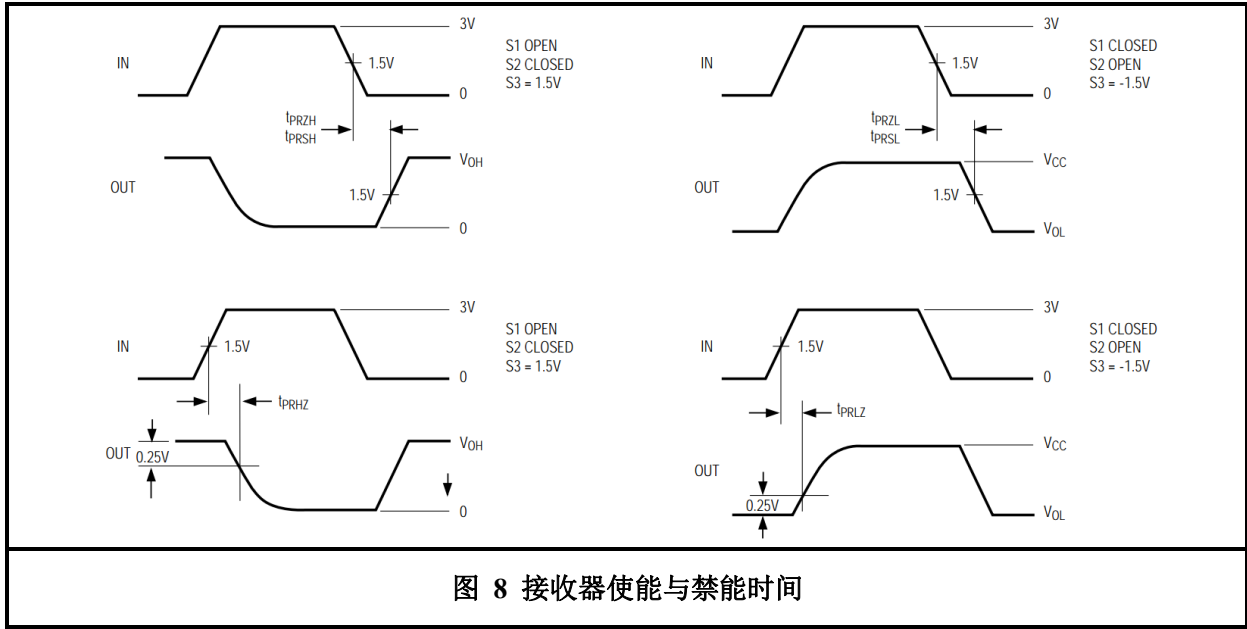 3V
IN
1.5V
0
S1 OPEN
S2 CLOSED
S3 = 1.5V
tPRZH
tPRSH
VOH
OUT
1.5V
0
3V
IN
1.5V
0
S1 CLOSED
S2 OPEN
S3 = -1.5V
tPRZL
tPRSL
VCC
OUT
1.5V
VOL
3V
IN
1.5V
0
S1 OPEN
S2 CLOSED
S3 = 1.5V
tPRHZ
VOH
OUT
0.25V
0
3V
IN
1.5V
0
S1 CLOSED
S2 OPEN
S3 = -1.5V
tPRLZ
VCC
OUT
0.25V
VOL
图 8 接收器使能与禁能时间